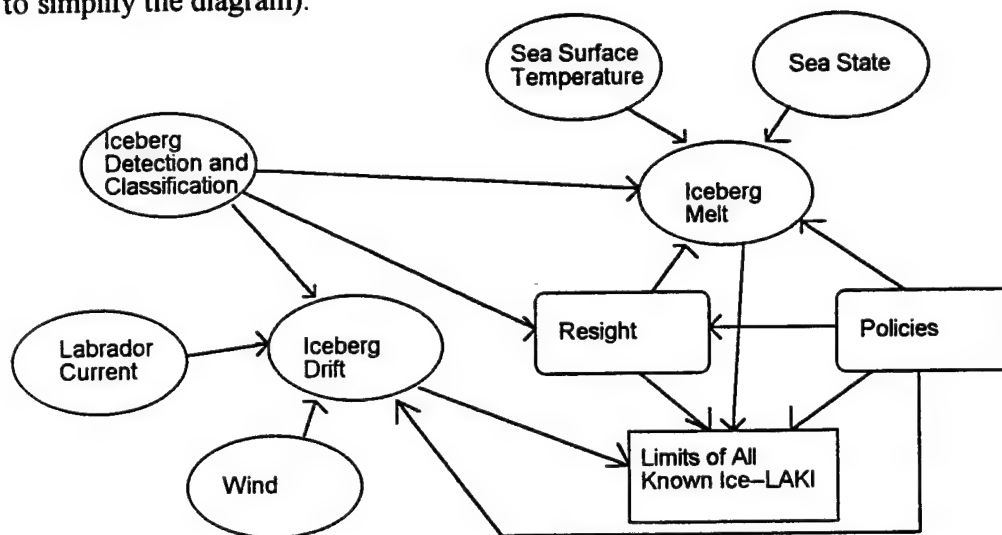 to simplify the diagram).
Sea Surface
Temperature
Sea State
Iceberg
Detection and
Classification
Iceberg
Melt
Resight
Policies
Labrador
Current
Iceberg
Drift
Limits of All
Known Ice–LAKI
Wind